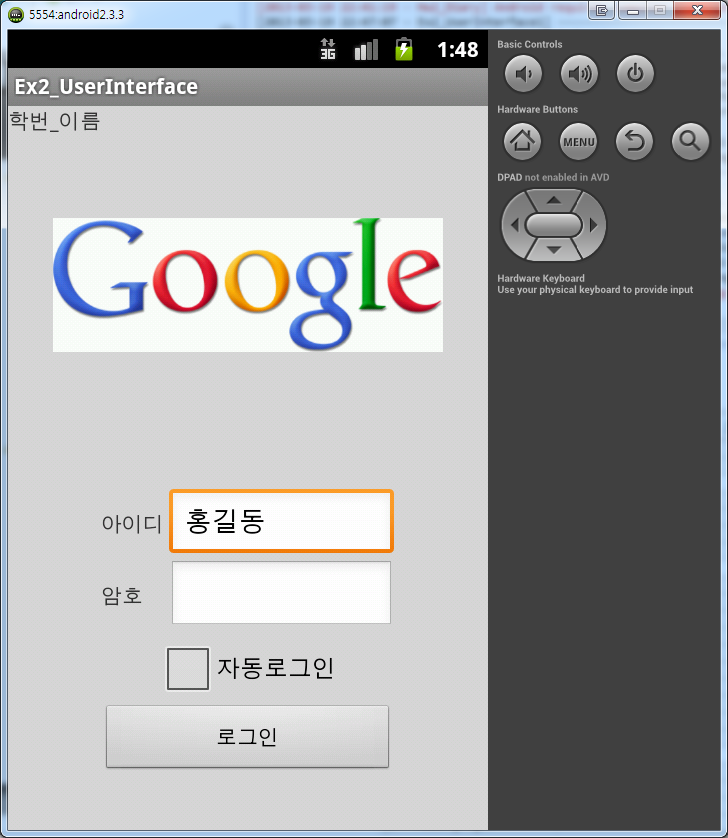 5554:android2.3.3
3G 1:48
Ex2_UserInterface
학번_이름
Google
아이디 홍길동
암호
자동로그인
로그인
Basic Controls
Hardware Buttons
MENU
DPAD not enabled in AVD
Hardware Keyboard
Use your physical keyboard to provide input